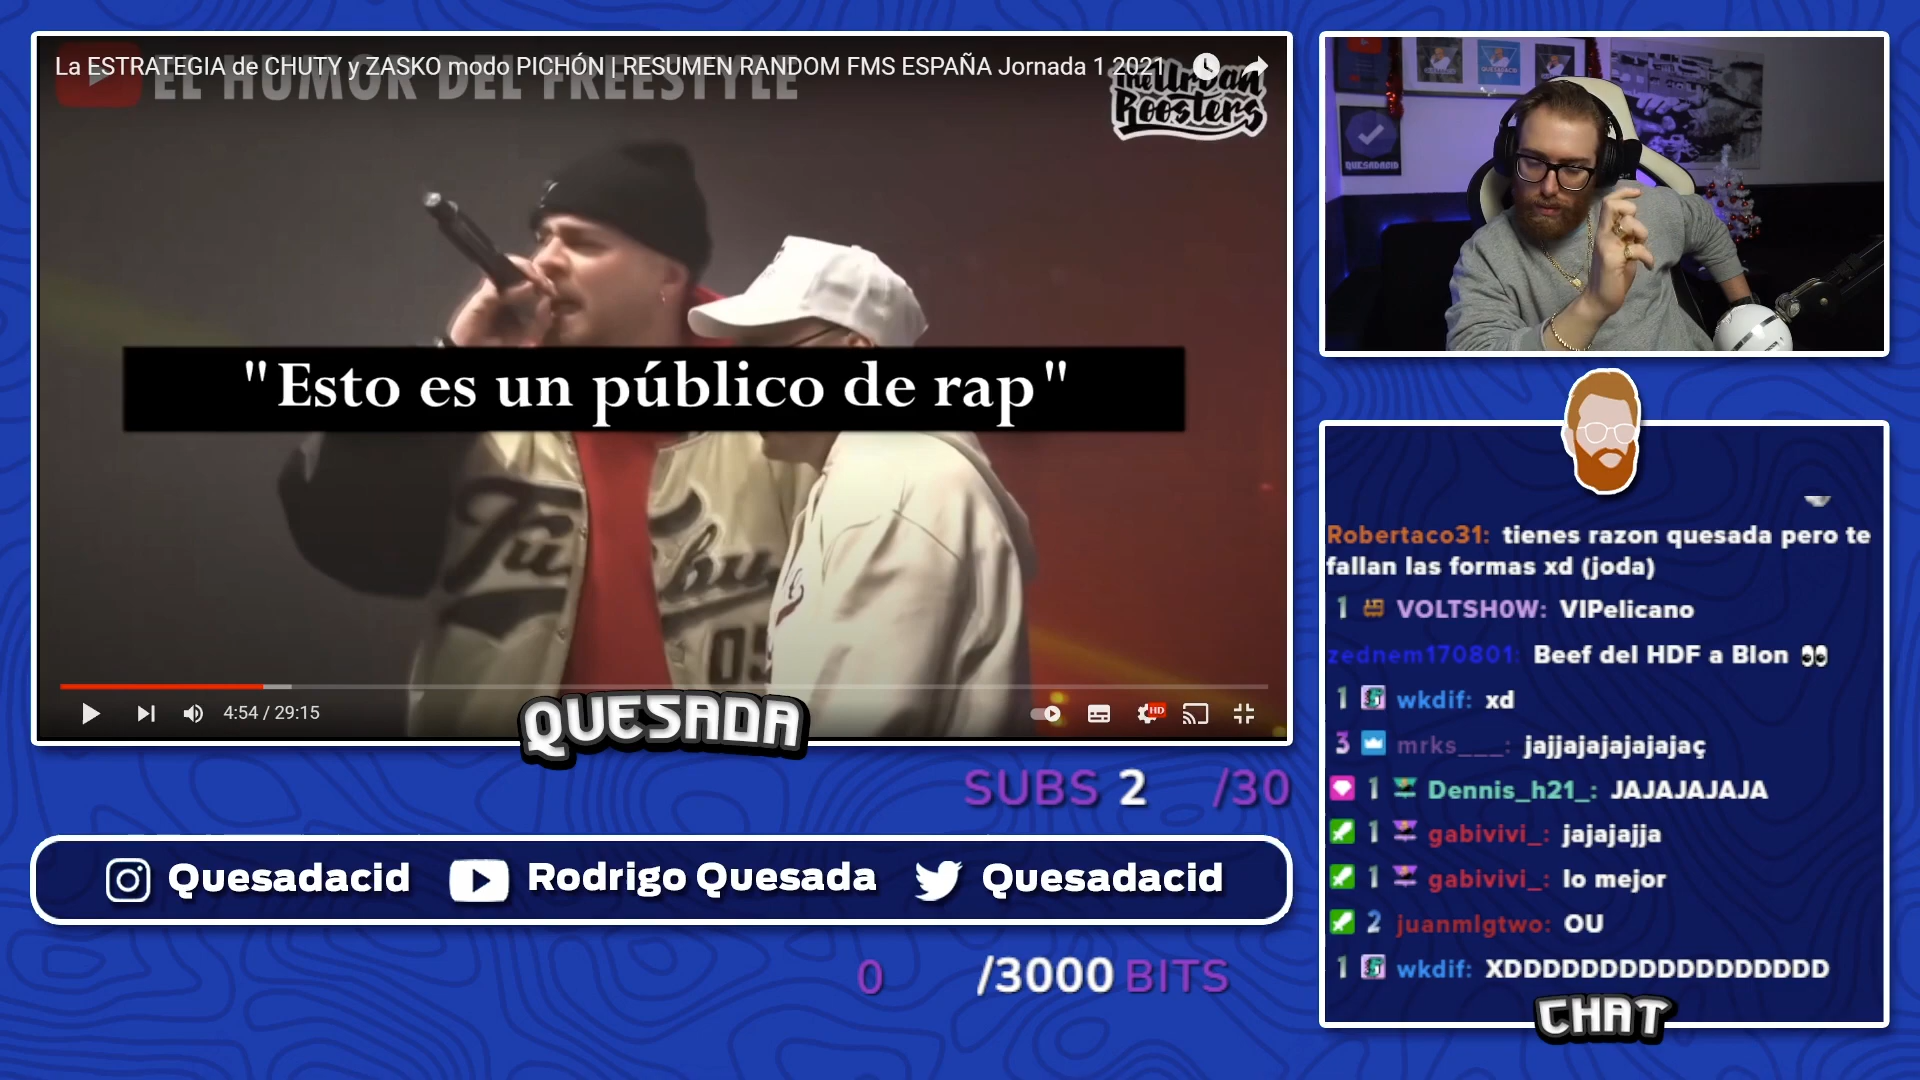 La ESTRATEGIA de CHUTY y ZASKO modo PICHÓN | RESUMEN RANDOM FMS ESPAÑA Jornada 1 2021
EL HUMOR DEL FREESTYLE
The Urban
Roosters
"Esto es un público de rap"
4:54 / 29:15
HD
QUESADA
SUBS 2 /30
Quesadacid
Rodrigo Quesada
Quesadacid
0 /3000 BITS
QUESADACID
Robertaco31: tienes razon quesada pero te
fallan las formas xd (joda)
1 VOLTSH0W: VIPelicano
zednem170801: Beef del HDF a Blon 👀
1 wkdif: xd
3 mrks___: jajjajajajajajaç
1 Dennis_h21_: JAJAJAJAJA
1 gabivivi_: jajajajja
1 gabivivi_: lo mejor
2 juanmlgtwo: OU
1 wkdif: XDDDDDDDDDDDDDDDDD
CHAT